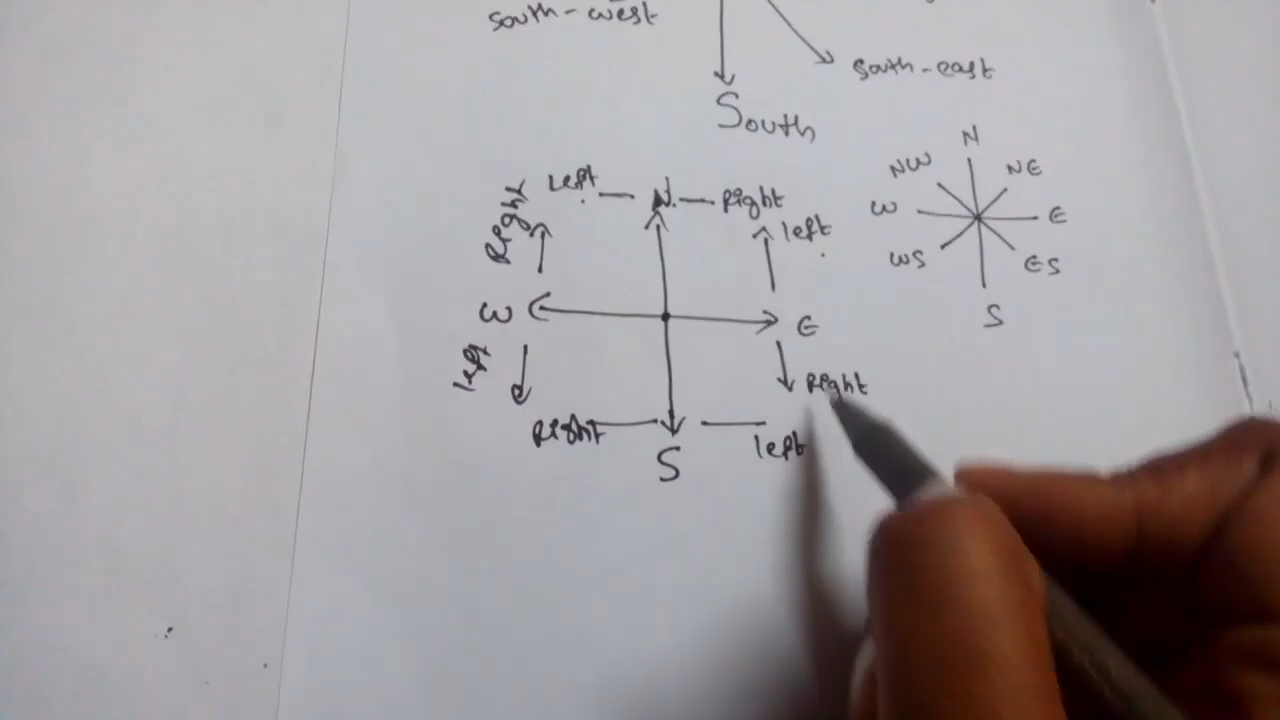 South-west
South-east
South
N
NW NE
W E
WS ES
S
Left N Right
Right left
W E
left Right
Right left
S